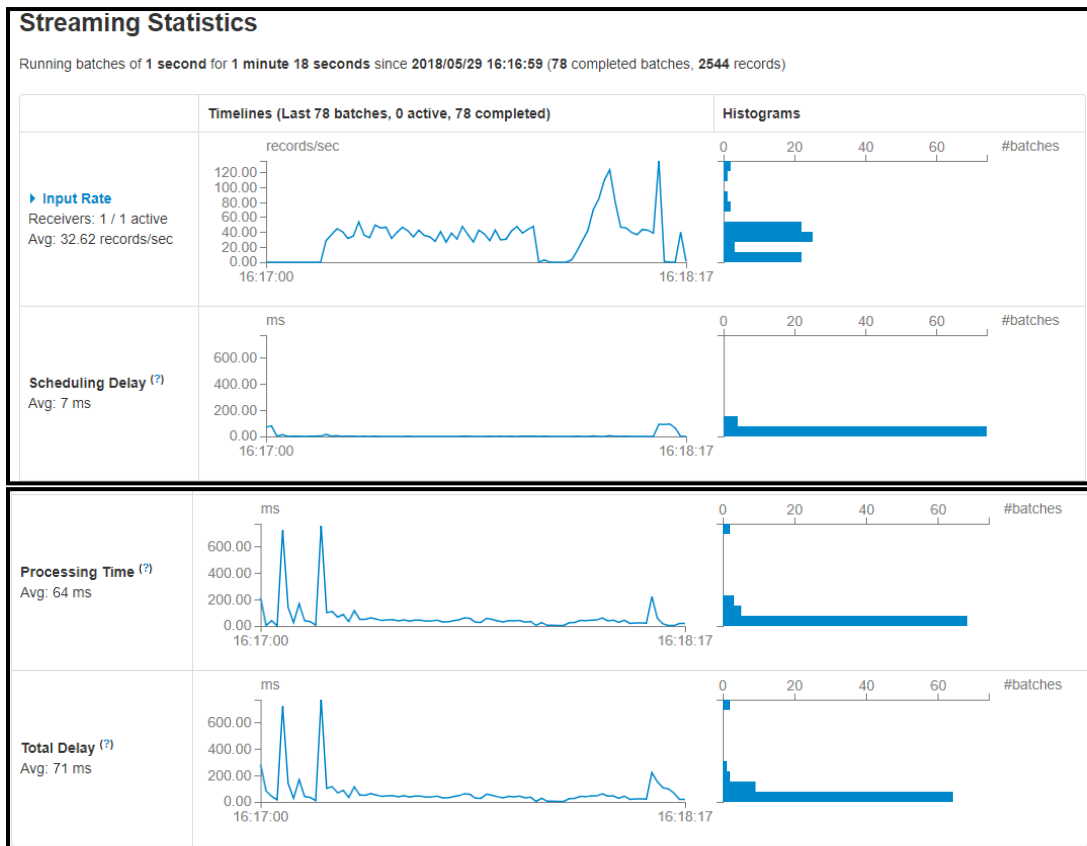 Streaming Statistics
Running batches of 1 second for 1 minute 18 seconds since 2018/05/29 16:16:59 (78 completed batches, 2544 records)
Timelines (Last 78 batches, 0 active, 78 completed)
Histograms
Input Rate
Receivers: 1 / 1 active
Avg: 32.62 records/sec
records/sec
120.00
100.00
80.00
60.00
40.00
20.00
0.00
16:17:00
16:18:17
0 20 40 60 #batches
Scheduling Delay (?)
Avg: 7 ms
ms
600.00
400.00
200.00
0.00
16:17:00
16:18:17
0 20 40 60 #batches
Processing Time (?)
Avg: 64 ms
ms
600.00
400.00
200.00
0.00
16:17:00
16:18:17
0 20 40 60 #batches
Total Delay (?)
Avg: 71 ms
ms
600.00
400.00
200.00
0.00
16:17:00
16:18:17
0 20 40 60 #batches